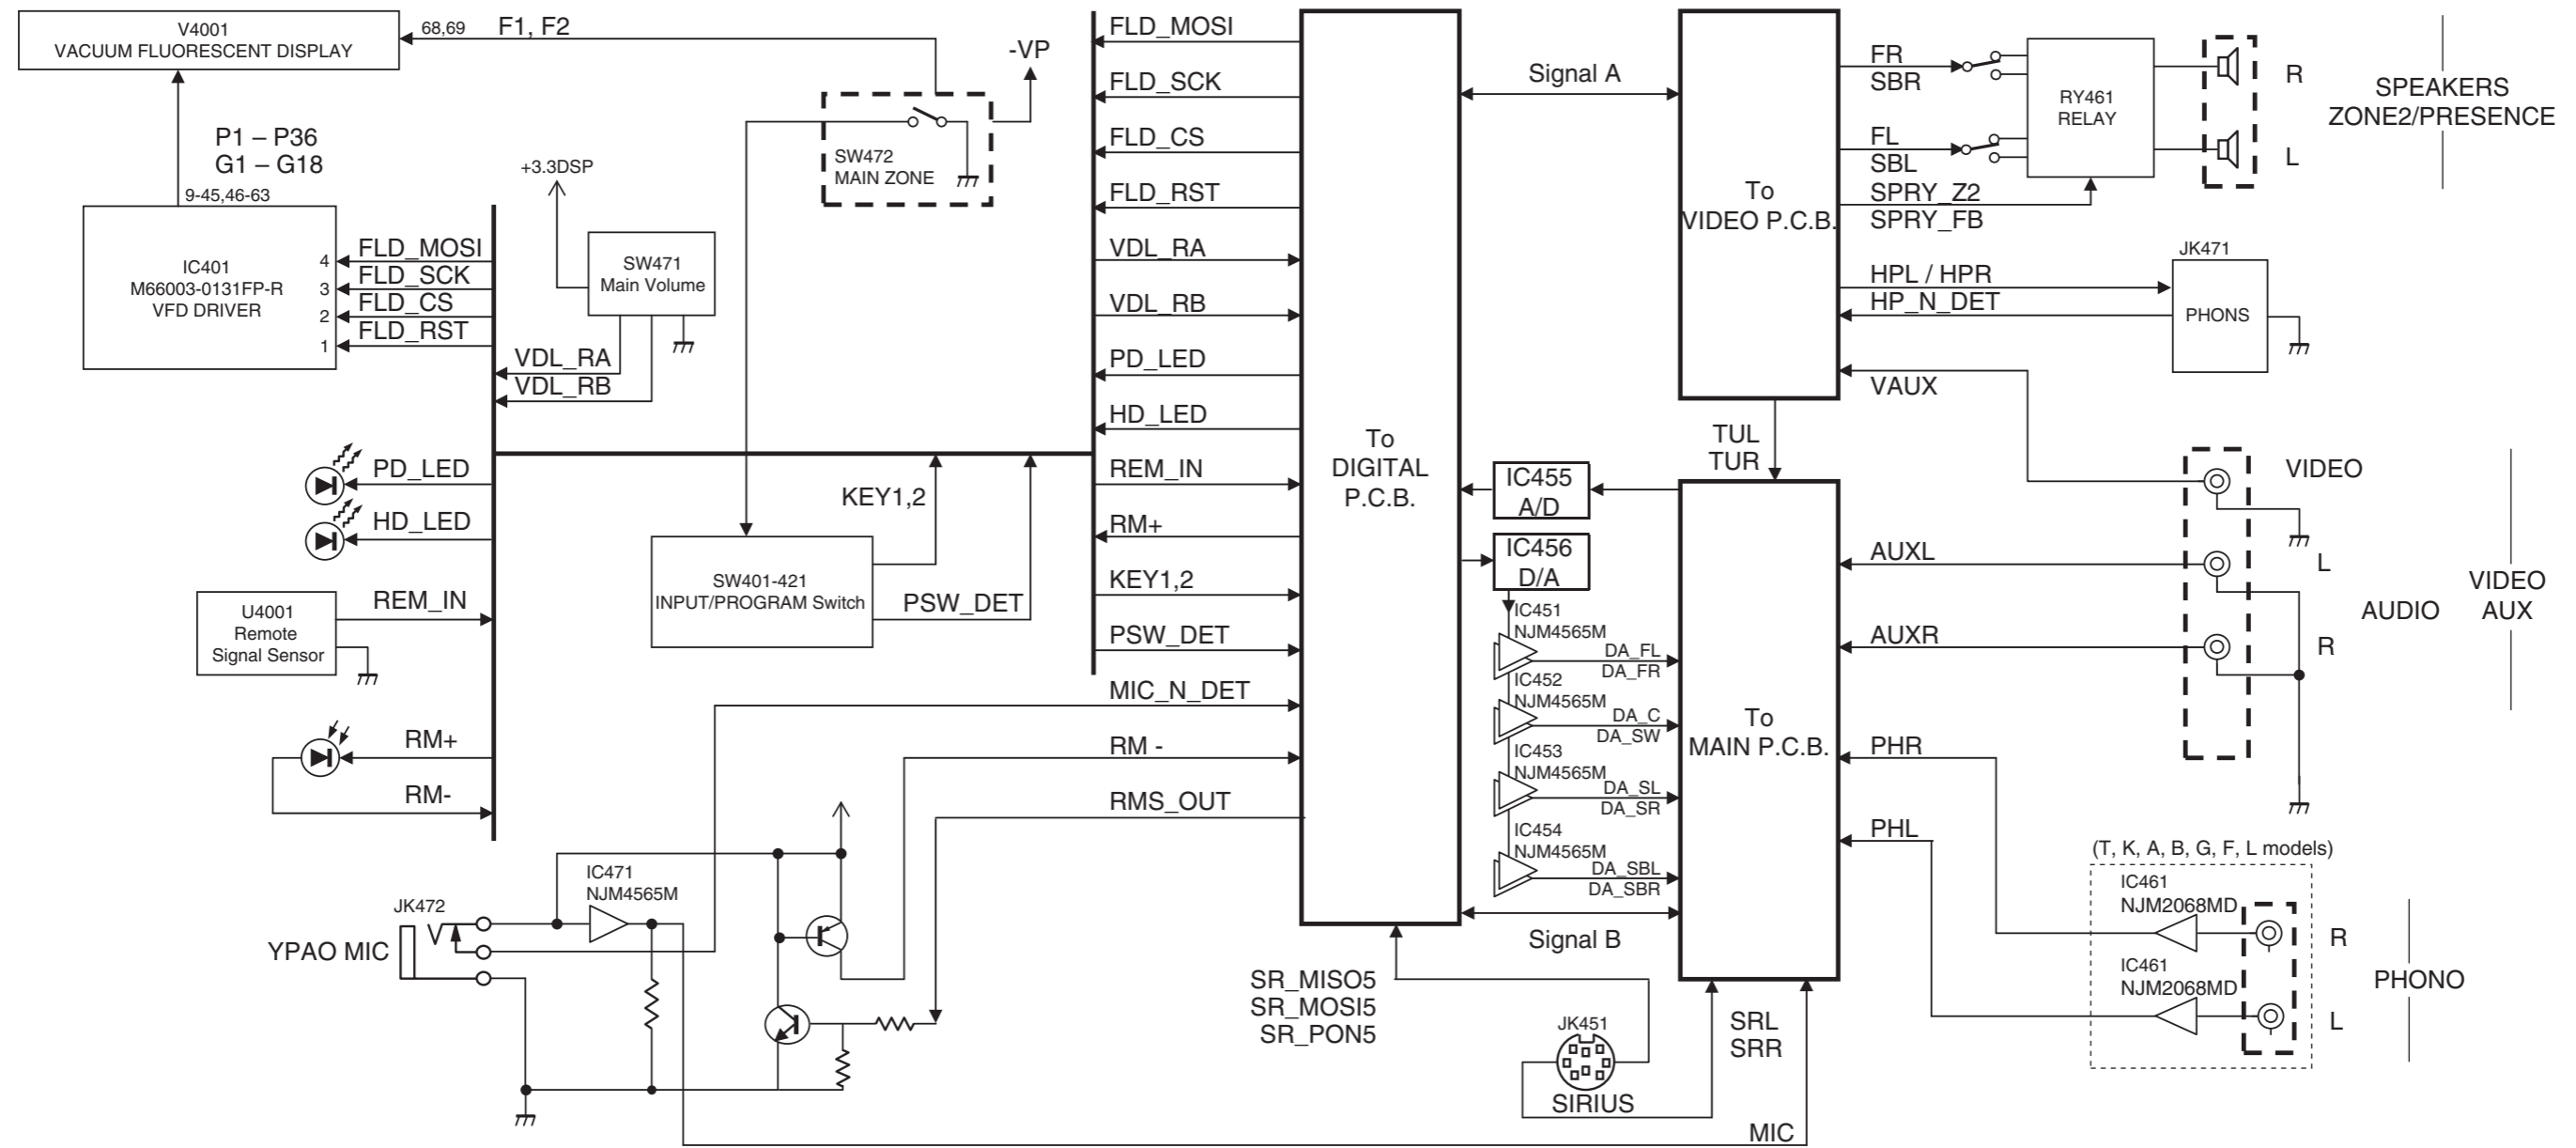 V4001
VACUUM FLUORESCENT DISPLAY
68,69
F1, F2
-VP
P1 – P36
G1 – G18
9-45,46-63
IC401
M66003-0131FP-R
VFD DRIVER
4
3
2
1
FLD_MOSI
FLD_SCK
FLD_CS
FLD_RST
+3.3DSP
SW471
Main Volume
VDL_RA
VDL_RB
SW472
MAIN ZONE
PD_LED
HD_LED
U4001
Remote
Signal Sensor
REM_IN
RM+
RM-
KEY1,2
SW401-421
INPUT/PROGRAM Switch
PSW_DET
FLD_MOSI
FLD_SCK
FLD_CS
FLD_RST
VDL_RA
VDL_RB
PD_LED
HD_LED
REM_IN
RM+
KEY1,2
PSW_DET
MIC_N_DET
RM -
RMS_OUT
IC471
NJM4565M
JK472
YPAO MIC
To
DIGITAL
P.C.B.
Signal A
IC455
A/D
IC456
D/A
IC451
NJM4565M
DA_FL
DA_FR
IC452
NJM4565M
DA_C
DA_SW
IC453
NJM4565M
DA_SL
DA_SR
IC454
NJM4565M
DA_SBL
DA_SBR
Signal B
SR_MISO5
SR_MOSI5
SR_PON5
JK451
SIRIUS
SRL
SRR
MIC
To
VIDEO P.C.B.
TUL
TUR
To
MAIN P.C.B.
FR
SBR
FL
SBL
SPRY_Z2
SPRY_FB
RY461
RELAY
R
L
SPEAKERS
ZONE2/PRESENCE
HPL / HPR
HP_N_DET
JK471
PHONS
VAUX
VIDEO
AUXL
L
AUDIO
VIDEO
AUX
AUXR
R
PHR
PHL
(T, K, A, B, G, F, L models)
IC461
NJM2068MD
R
IC461
NJM2068MD
L
PHONO